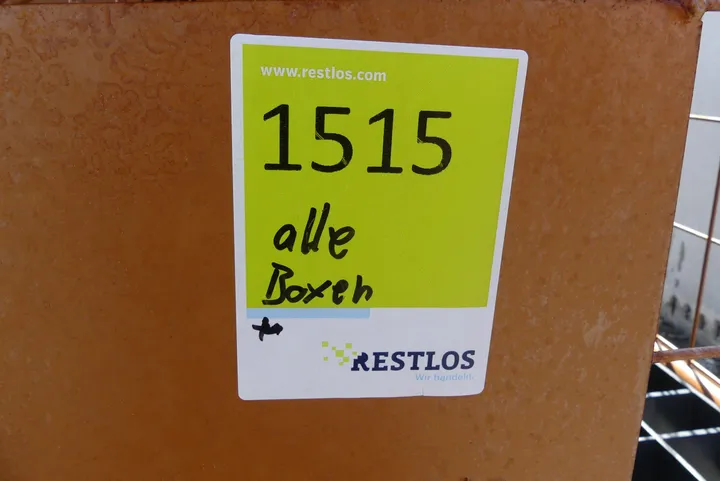 www.restlos.com
1515
alle
Boxen
RESTLOS
Wir handeln.